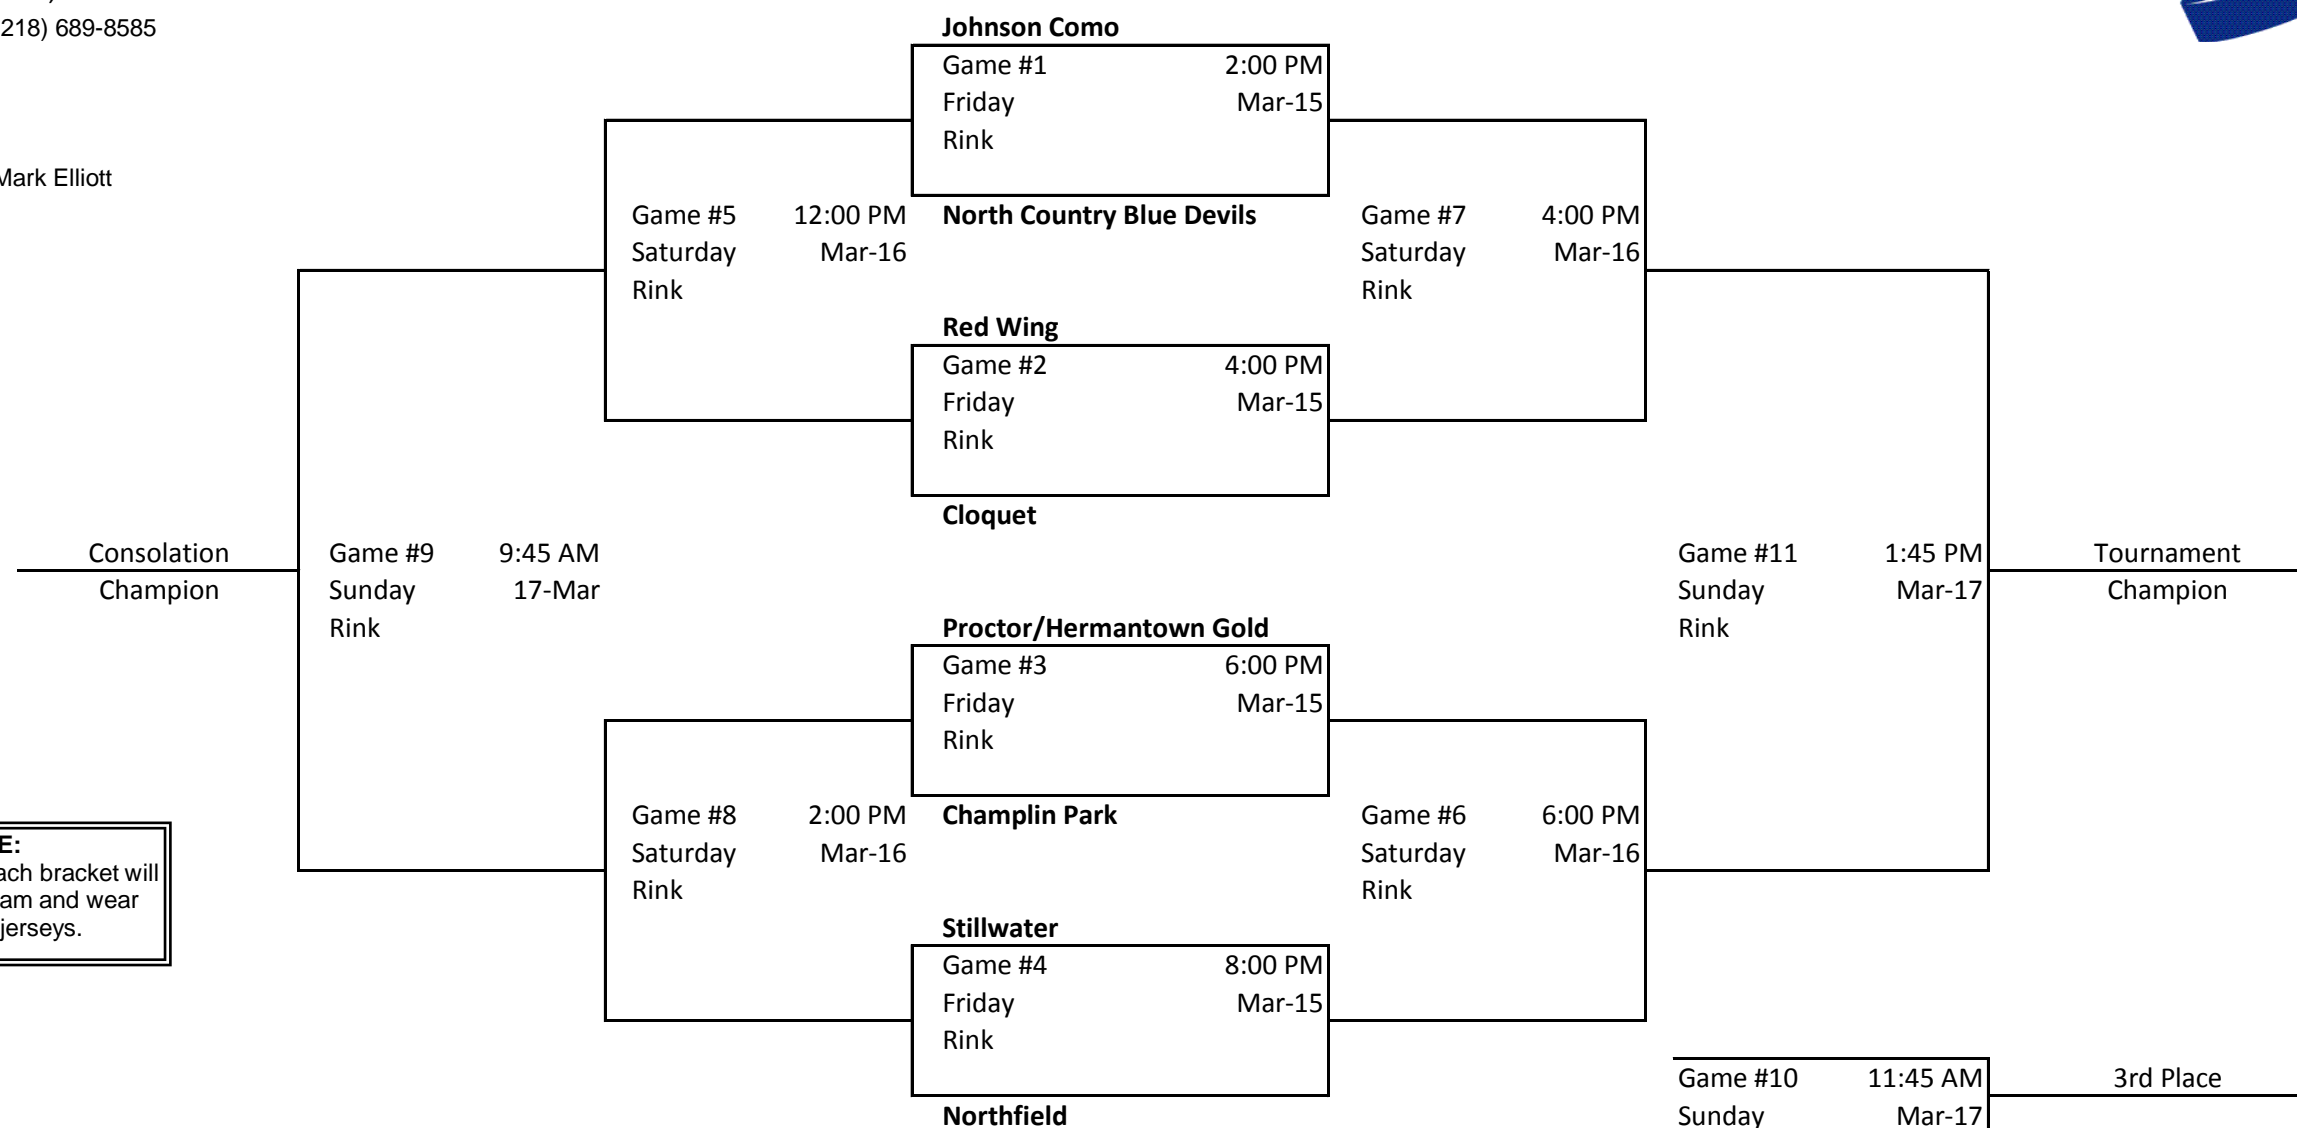 218) 689-8585
Mark Elliott
Johnson Como
Game #1 2:00 PM
Friday Mar-15
Rink
North Country Blue Devils
Game #5 12:00 PM
Saturday Mar-16
Rink
Game #7 4:00 PM
Saturday Mar-16
Rink
Red Wing
Game #2 4:00 PM
Friday Mar-15
Rink
Cloquet
Consolation
Champion
Game #9 9:45 AM
Sunday 17-Mar
Rink
Game #11 1:45 PM
Sunday Mar-17
Rink
Tournament
Champion
Proctor/Hermantown Gold
Game #3 6:00 PM
Friday Mar-15
Rink
Champlin Park
Game #8 2:00 PM
Saturday Mar-16
Rink
Game #6 6:00 PM
Saturday Mar-16
Rink
E:
ach bracket will
am and wear
jerseys.
Stillwater
Game #4 8:00 PM
Friday Mar-15
Rink
Northfield
Game #10 11:45 AM
Sunday Mar-17
3rd Place